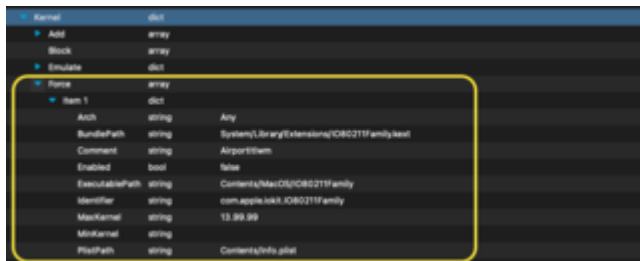 Kernel dict
Add array
Block array
Emulate dict
Force array
Item 1 dict
Arch string Any
BundlePath string System/Library/Extensions/IO80211Family.kext
Comment string Airportitlwm
Enabled bool false
ExecutablePath string Contents/MacOS/IO80211Family
Identifier string com.apple.iokit.IO80211Family
MaxKernel string 13.99.99
MinKernel string
PlistPath string Contents/Info.plist